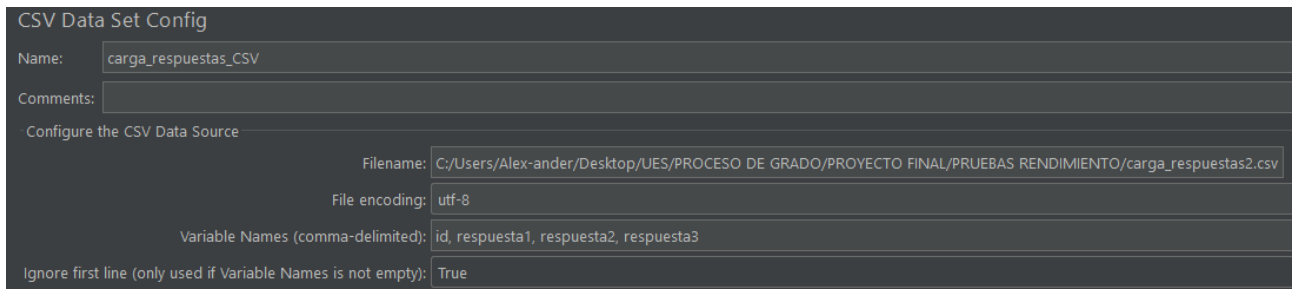 CSV Data Set Config
Name: carga_respuestas_CSV
Comments:
Configure the CSV Data Source
Filename: C:/Users/Alex-ander/Desktop/UES/PROCESO DE GRADO/PROYECTO FINAL/PRUEBAS RENDIMIENTO/carga_respuestas2.csv
File encoding: utf-8
Variable Names (comma-delimited): id, respuesta1, respuesta2, respuesta3
Ignore first line (only used if Variable Names is not empty): True